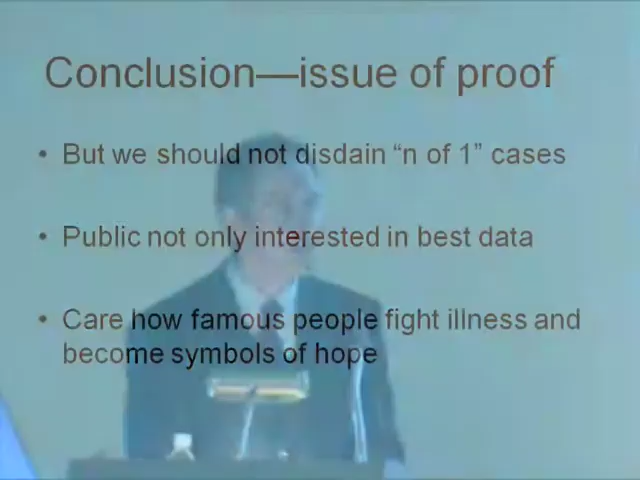 Conclusion—issue of proof
• But we should not disdain “n of 1” cases
• Public not only interested in best data
• Care how famous people fight illness and
become symbols of hope